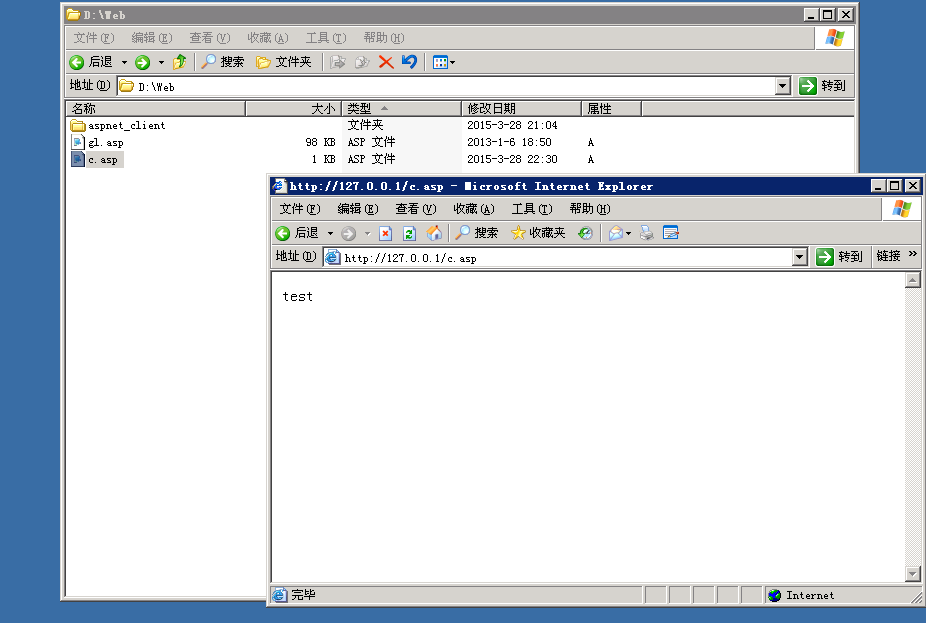 D:\Web
文件(F) 编辑(E) 查看(V) 收藏(A) 工具(T) 帮助(H)
后退 搜索 文件夹
地址(D) D:\Web 转到
名称 大小 类型 修改日期 属性
aspnet_client 文件夹 2015-3-28 21:04
gl.asp 98 KB ASP 文件 2013-1-6 18:50 A
c.asp 1 KB ASP 文件 2015-3-28 22:30 A
http://127.0.0.1/c.asp - Microsoft Internet Explorer
文件(F) 编辑(E) 查看(V) 收藏(A) 工具(T) 帮助(H)
后退 搜索 收藏夹
地址(D) http://127.0.0.1/c.asp 转到 链接 »
test
完毕 Internet